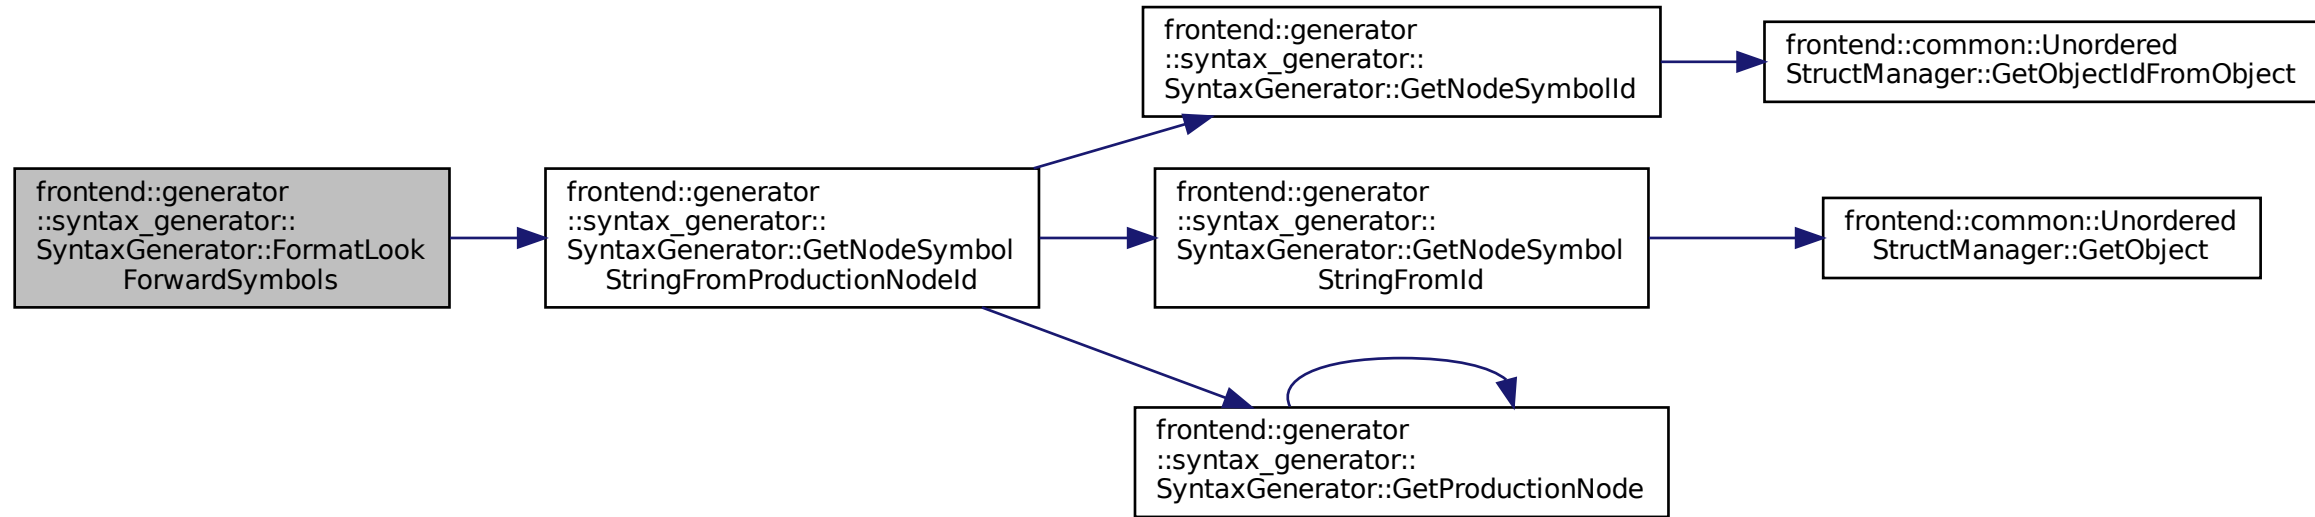 frontend::generator
::syntax_generator::
SyntaxGenerator::FormatLook
ForwardSymbols
frontend::generator
::syntax_generator::
SyntaxGenerator::GetNodeSymbol
StringFromProductionNodeId
frontend::generator
::syntax_generator::
SyntaxGenerator::GetNodeSymbolId
frontend::common::Unordered
StructManager::GetObjectIdFromObject
frontend::generator
::syntax_generator::
SyntaxGenerator::GetNodeSymbol
StringFromId
frontend::common::Unordered
StructManager::GetObject
frontend::generator
::syntax_generator::
SyntaxGenerator::GetProductionNode